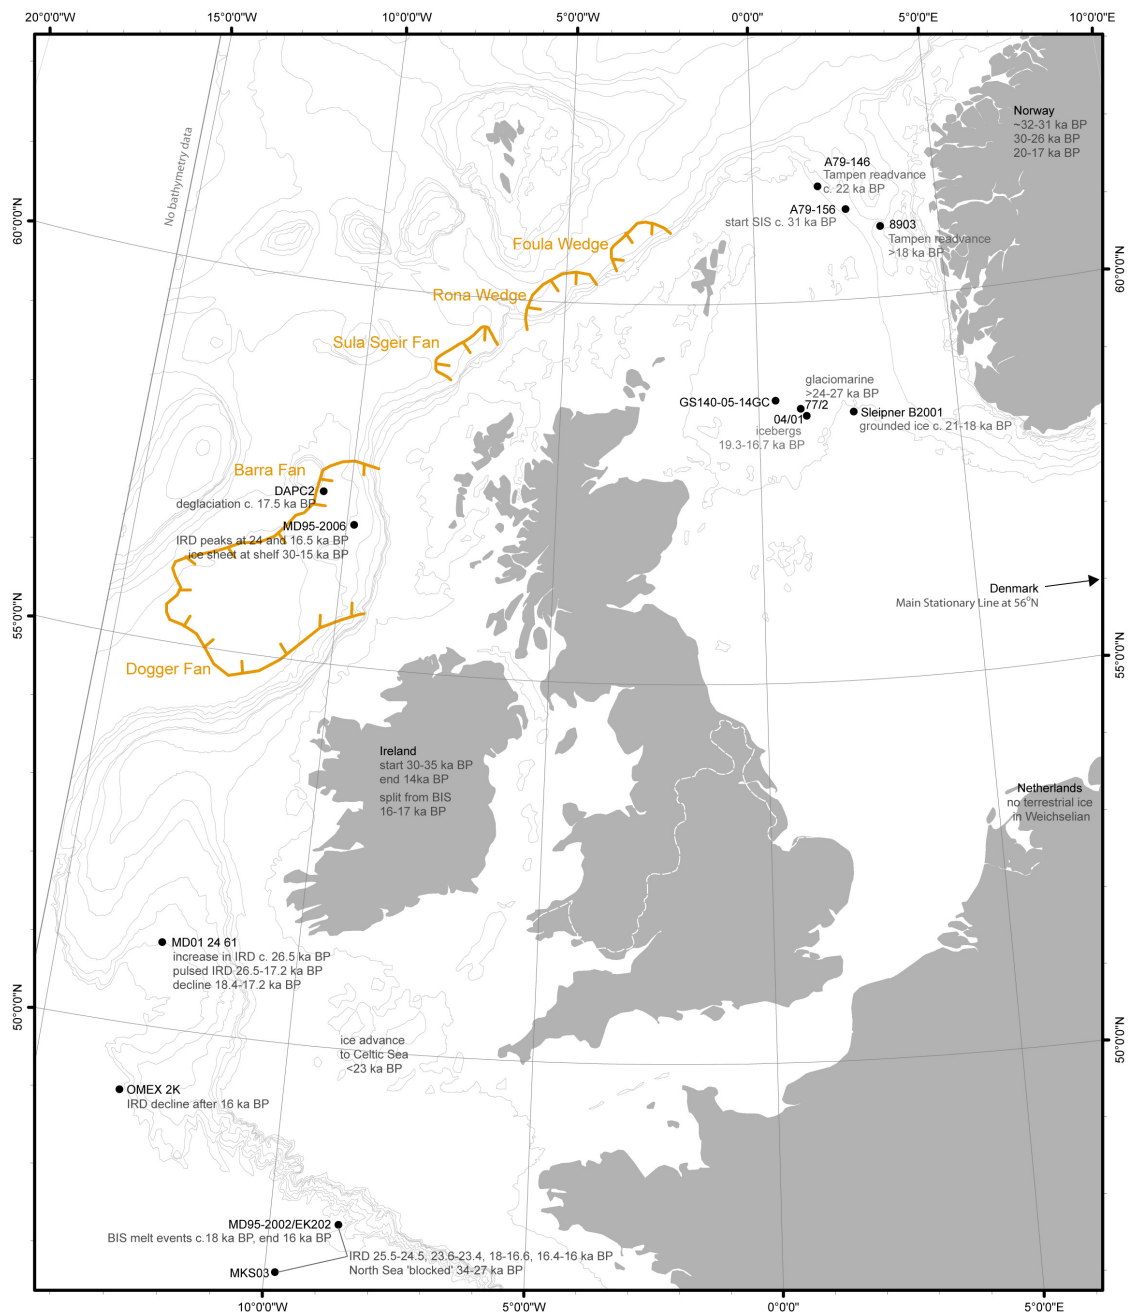 20°0'0"W
15°0'0"W
10°0'0"W
5°0'0"W
0°0'0"
5°0'0"E
10°0'0"E
No bathymetry data
Norway
~32-31 ka BP
30-26 ka BP
20-17 ka BP
A79-146
Tampen readvance
c. 22 ka BP
A79-156
start SIS c. 31 ka BP
8903
Tampen readvance
>18 ka BP
60°0'0"N
60°0'0"N
Foula Wedge
Rona Wedge
Sula Sgeir Fan
glaciomarine
>24-27 ka BP
GS140-05-14GC
77/2
04/01
Sleipner B2001
grounded ice c. 21-18 ka BP
icebergs
19.3-16.7 ka BP
Barra Fan
DAPC2
deglaciation c. 17.5 ka BP
MD95-2006
IRD peaks at 24 and 16.5 ka BP
ice sheet at shelf 30-15 ka BP
Denmark
Main Stationary Line at 56°N
55°0'0"N
55°0'0"N
Dogger Fan
Ireland
start 30-35 ka BP
end 14ka BP
split from BIS
16-17 ka BP
Netherlands
no terrestrial ice
in Weichselian
MD01 24 61
increase in IRD c. 26.5 ka BP
pulsed IRD 26.5-17.2 ka BP
decline 18.4-17.2 ka BP
50°0'0"N
50°0'0"N
ice advance
to Celtic Sea
<23 ka BP
OMEX 2K
IRD decline after 16 ka BP
MD95-2002/EK202
BIS melt events c.18 ka BP, end 16 ka BP
IRD 25.5-24.5, 23.6-23.4, 18-16.6, 16.4-16 ka BP
North Sea 'blocked' 34-27 ka BP
MKS03
10°0'0"W
5°0'0"W
0°0'0"
5°0'0"E